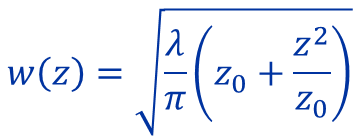 w(z) = √(λ/π (z₀ + z²/z₀))